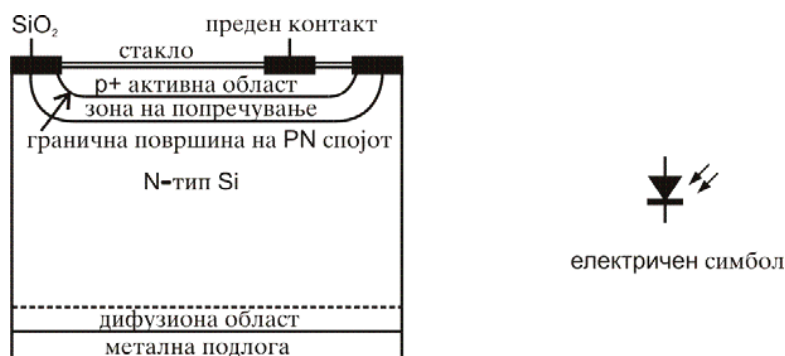 SiO₂
преден контакт
стакло
p+ активна област
зона на попречување
гранична површина на PN спојот
N-тип Si
електричен симбол
дифузиона област
метална подлога